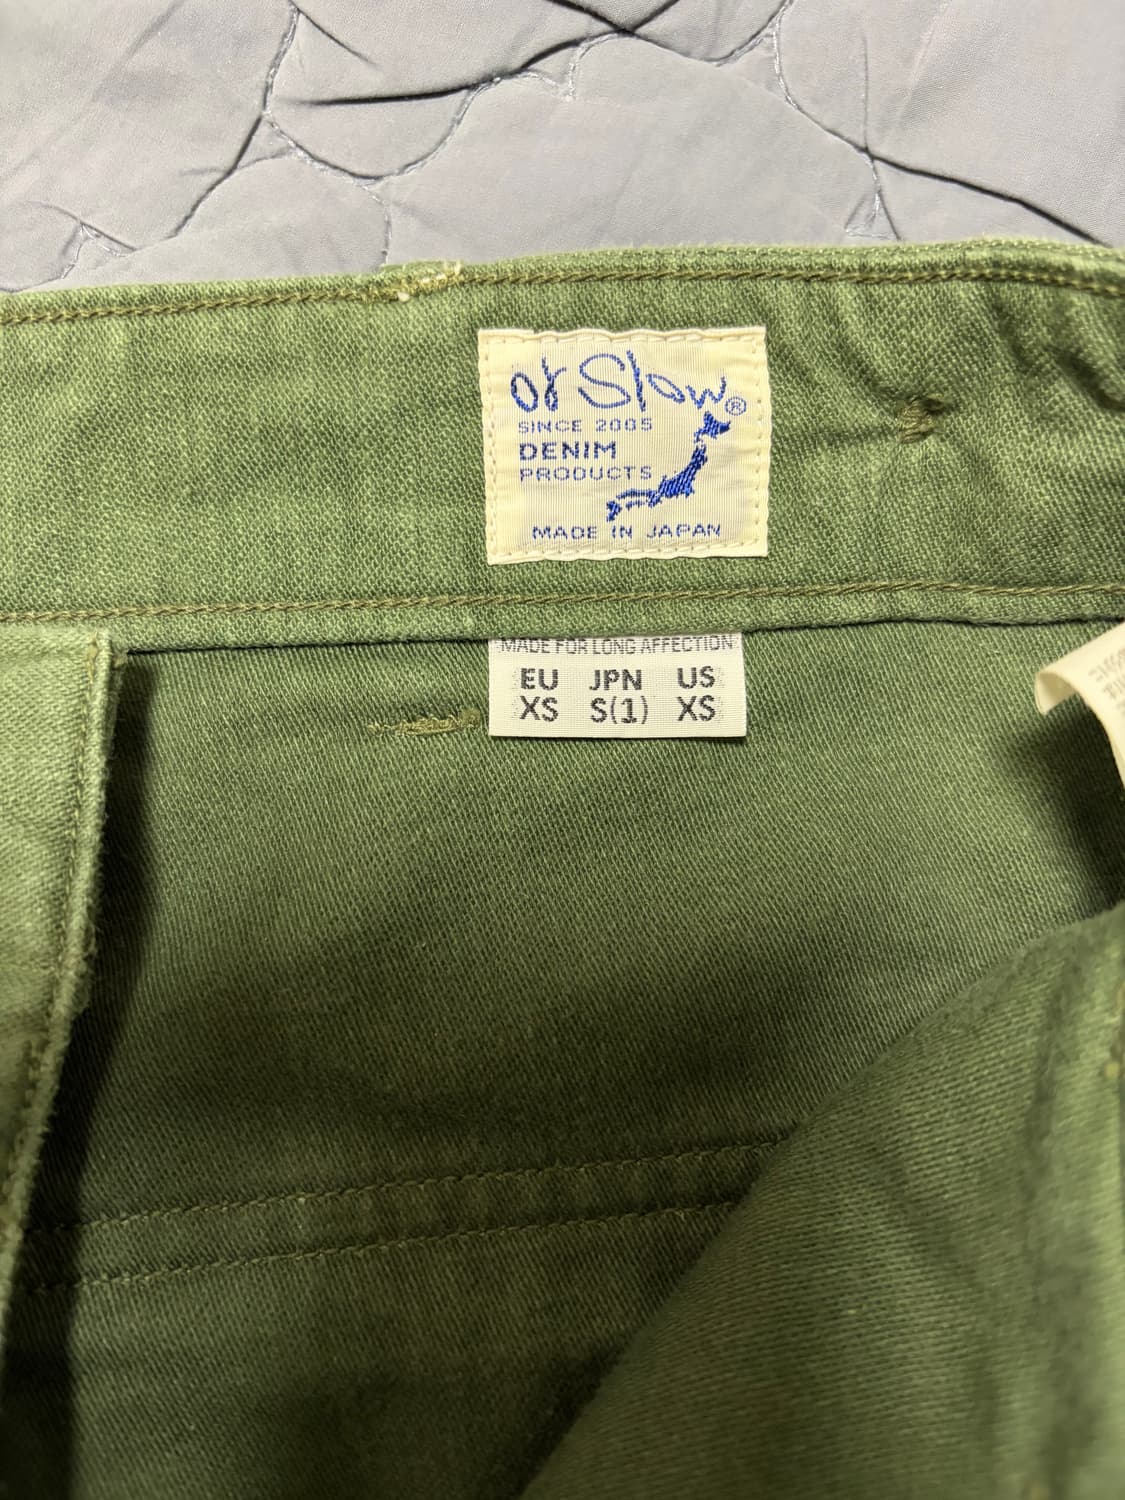 or Slow®
SINCE 2005
DENIM
PRODUCTS
MADE IN JAPAN
MADE FOR LONG AFFECTION
EU JPN US
XS S(1) XS